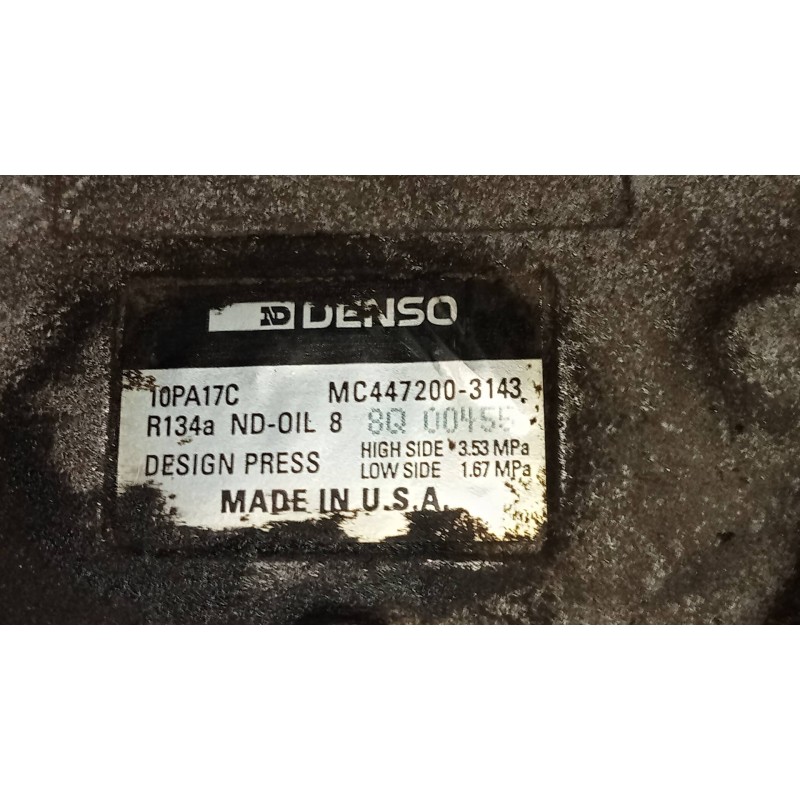 ND DENSO
10PA17C MC447200-3143
R134a ND-OIL 8 8Q 00455
DESIGN PRESS HIGH SIDE 3.53 MPa
LOW SIDE 1.67 MPa
MADE IN U.S.A.